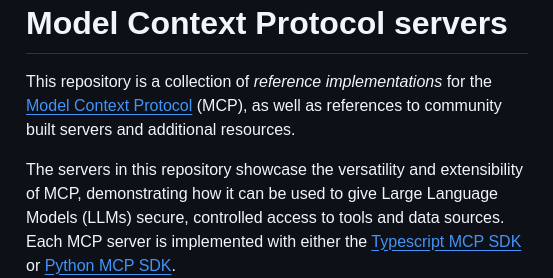 Model Context Protocol servers
This repository is a collection of reference implementations for the
Model Context Protocol (MCP), as well as references to community
built servers and additional resources.
The servers in this repository showcase the versatility and extensibility
of MCP, demonstrating how it can be used to give Large Language
Models (LLMs) secure, controlled access to tools and data sources.
Each MCP server is implemented with either the Typescript MCP SDK
or Python MCP SDK.